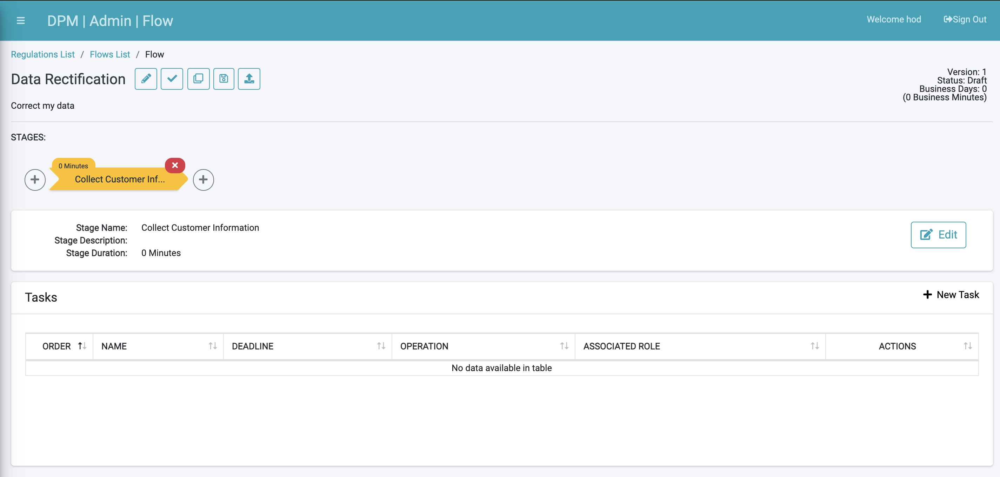 DPM | Admin | Flow
Welcome hod
Sign Out
Regulations List / Flows List / Flow
Data Rectification
Version: 1
Status: Draft
Business Days: 0
(0 Business Minutes)
Correct my data
STAGES:
0 Minutes
Collect Customer Inf...
Stage Name: Collect Customer Information
Edit
Stage Description:
Stage Duration: 0 Minutes
Tasks
New Task
ORDER NAME DEADLINE OPERATION ASSOCIATED ROLE ACTIONS
No data available in table